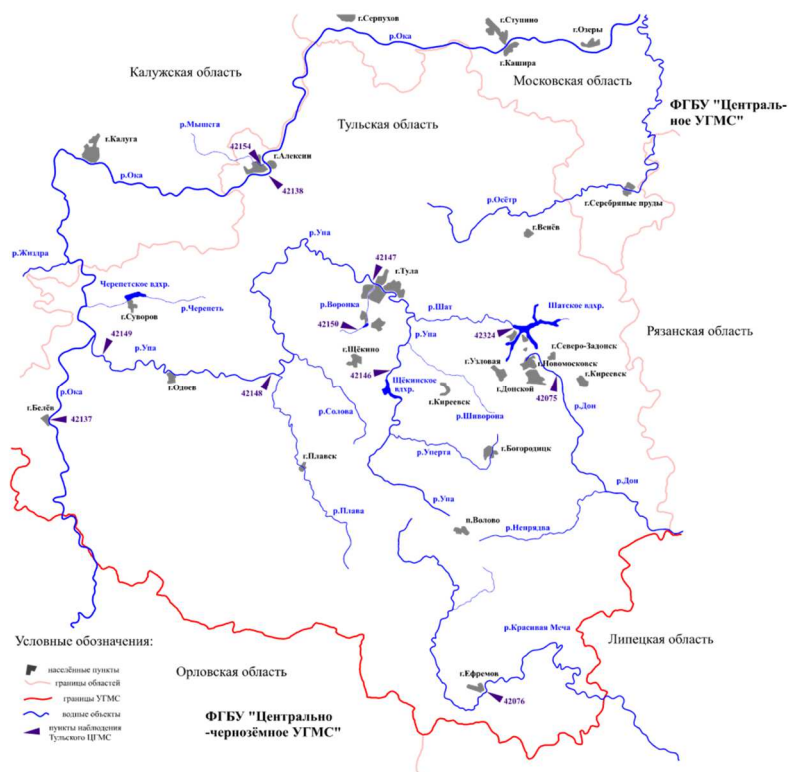 г.Серпухов
г.Ступино
г.Озеры
р.Ока
г.Кашира
Калужская область
Московская область
ФГБУ "Централь-
ное УГМС"
р.Мышега
Тульская область
г.Калуга
42154
г.Алексин
р.Ока
42138
р.Осётр
г.Серебряные пруды
г.Венёв
р.Упа
р.Жиздра
42147
г.Тула
Черепетское вдхр.
р.Воронка
р.Шат
Шатское вдхр.
р.Черепеть
г.Суворов
42150
р.Упа
42324
Рязанская область
42149
г.Северо-Задонск
р.Упа
г.Щёкино
г.Узловая
г.Новомосковск
42146
г.Киреевск
Щёкинское
вдхр.
г.Донской
42075
р.Ока
г.Одоев
42148
г.Киреевск
г.Белёв
42137
р.Солова
р.Шиворона
р.Дон
г.Плавск
р.Уперта
г.Богородицк
р.Дон
р.Упа
р.Плава
п.Волово
р.Непрядва
р.Красивая Меча
Липецкая область
Условные обозначения:
населённые пункты
границы областей
границы УГМС
водные объекты
пункты наблюдения
Тульского ЦГМС
Орловская область
г.Ефремов
42076
ФГБУ "Центрально
-чернозёмное УГМС"